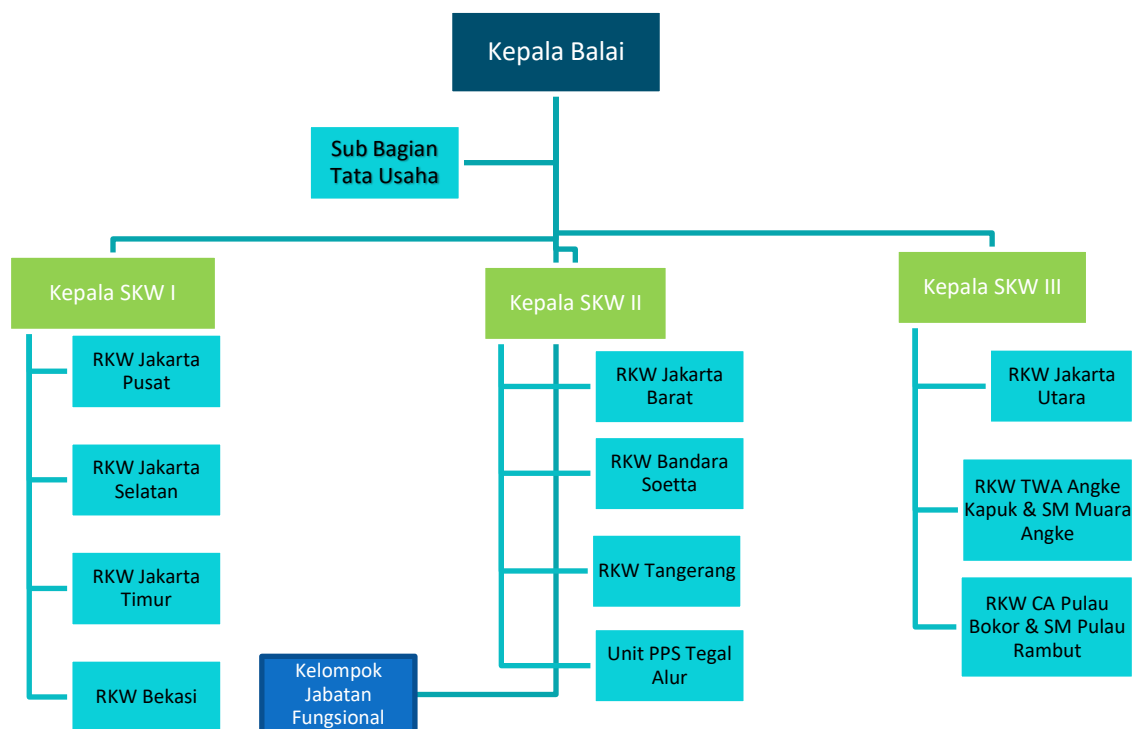 Kepala Balai
Sub Bagian
Tata Usaha
Kepala SKW I
RKW Jakarta
Pusat
RKW Jakarta
Selatan
RKW Jakarta
Timur
RKW Bekasi
Kepala SKW II
RKW Jakarta
Barat
RKW Bandara
Soetta
RKW Tangerang
Unit PPS Tegal
Alur
Kepala SKW III
RKW Jakarta
Utara
RKW TWA Angke
Kapuk & SM Muara
Angke
RKW CA Pulau
Bokor & SM Pulau
Rambut
Kelompok
Jabatan
Fungsional